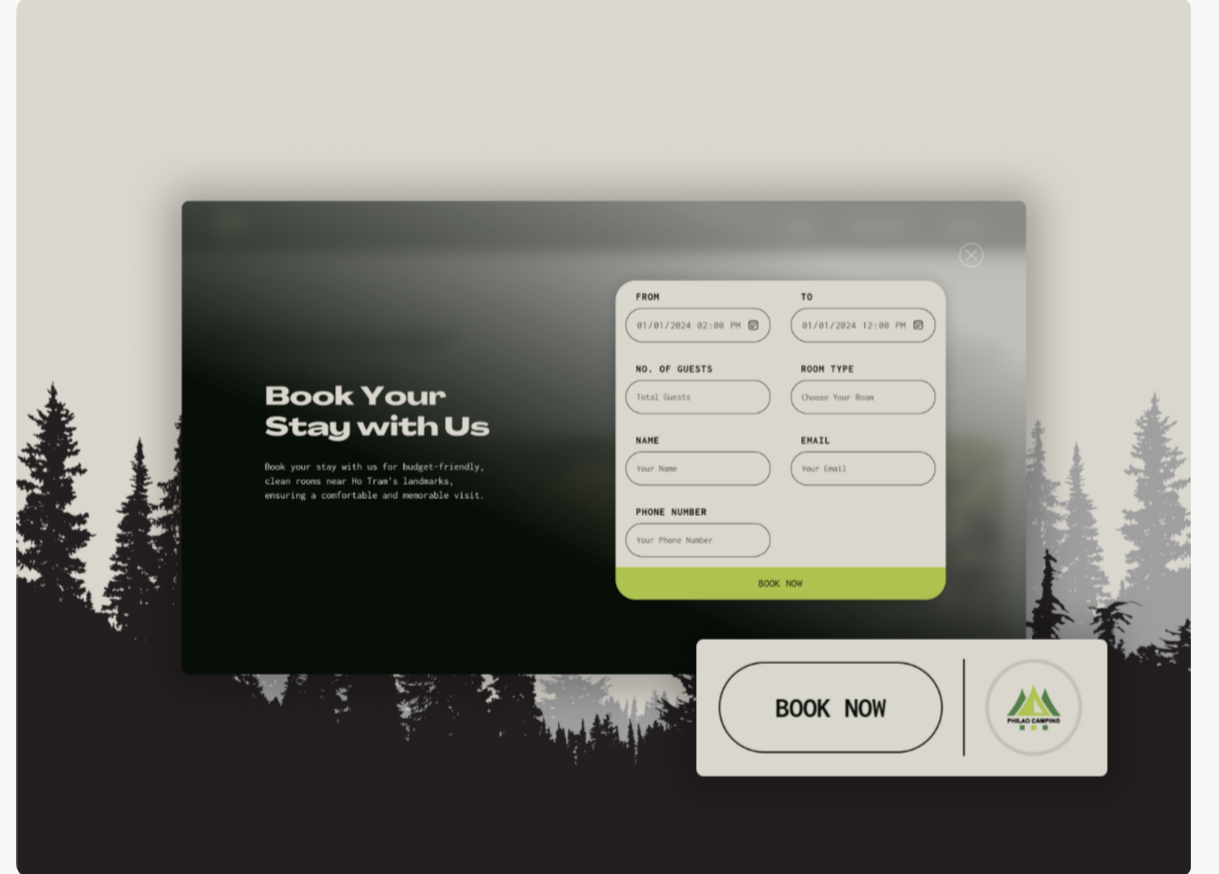 Book Your
Stay with Us
Book your stay with us for budget-friendly,
clean rooms near Ho Tram's landmarks,
ensuring a comfortable and memorable visit.
FROM
01/01/2024 02:00 PM
TO
01/01/2024 12:00 PM
NO. OF GUESTS
Total Guests
ROOM TYPE
Choose Your Room
NAME
Your Name
EMAIL
Your Email
PHONE NUMBER
Your Phone Number
BOOK NOW
BOOK NOW
PHILAO CAMPING